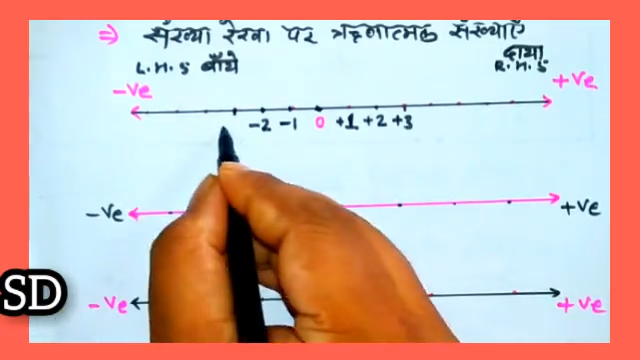 ⇒ संख्या रेखा पर ऋणात्मक संख्याएँ
L.H.S बाँये दाया R.H.S
-ve +ve
-2 -1 0 +1 +2 +3
-ve +ve
SD
-ve +ve